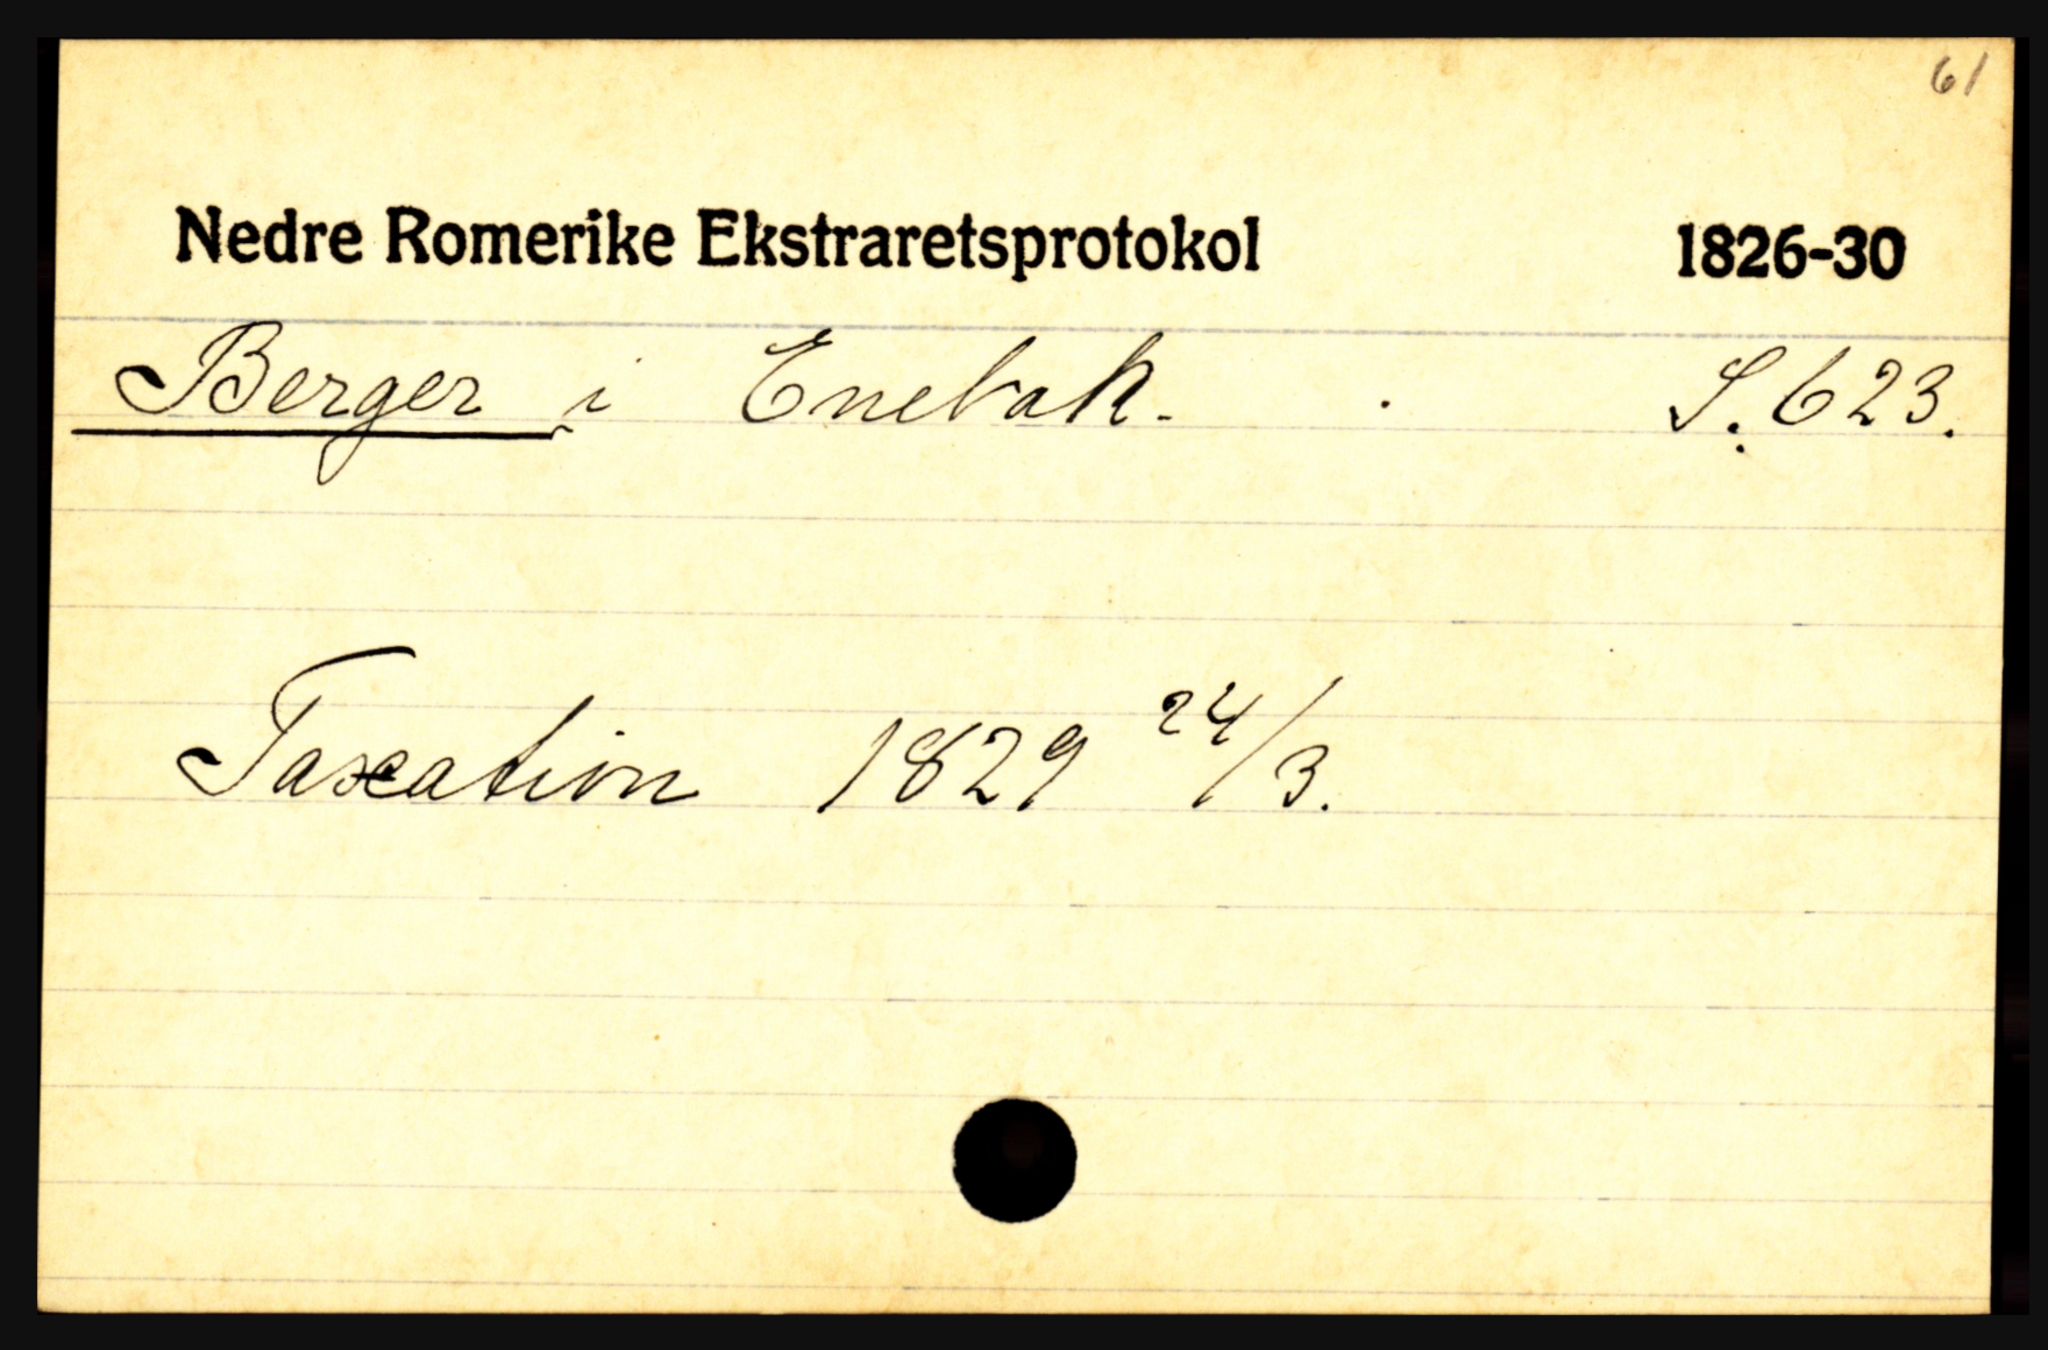 61
Nedre Romerike Ekstraretsprotokol 1826-30
Berger i Enebak. S. 623.
Taxation 1829 24/3.